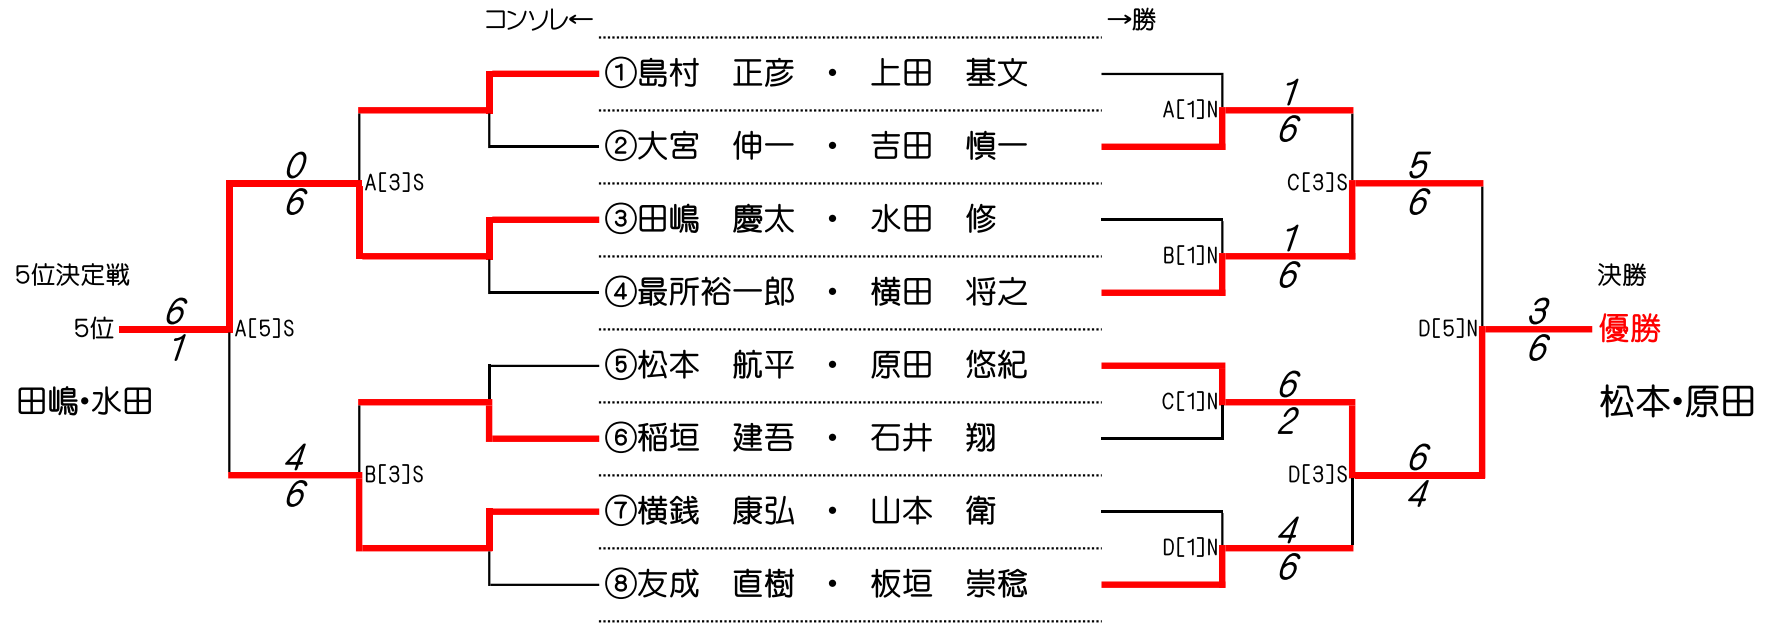 コンソレ←
→勝
①島村　正彦　・　上田　基文
A[1]N
1
6
②大宮　伸一　・　吉田　慎一
0
6
A[3]S
C[3]S
5
6
③田嶋　慶太　・　水田　修
B[1]N
1
6
5位決定戦
決勝
④最所裕一郎　・　横田　将之
5位
6
1
A[5]S
D[5]N
3
6
優勝
⑤松本　航平　・　原田　悠紀
田嶋・水田
C[1]N
6
2
松本・原田
⑥稲垣　建吾　・　石井　翔
4
6
B[3]S
D[3]S
6
4
⑦横銭　康弘　・　山本　衛
D[1]N
4
6
⑧友成　直樹　・　板垣　崇稔